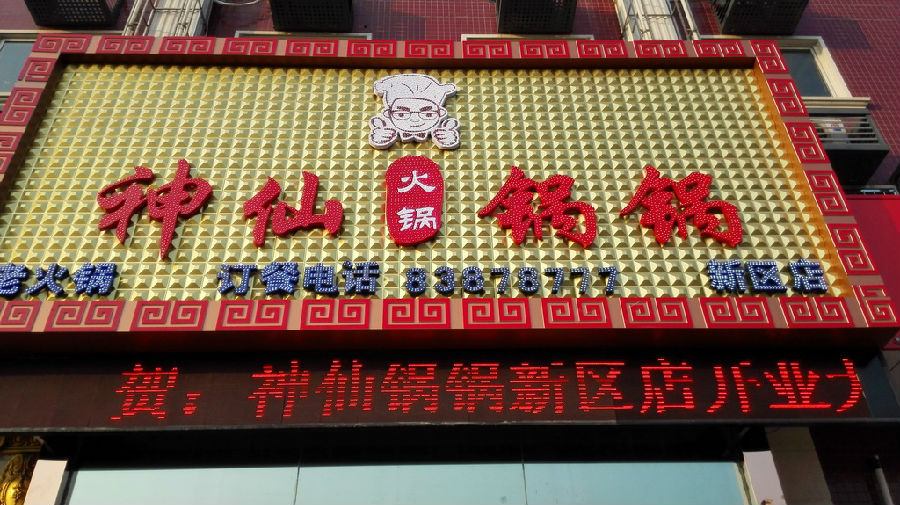 神仙 火锅 锅锅
老火锅 订餐电话 83878777 新区店
贺：神仙锅锅新区店开业